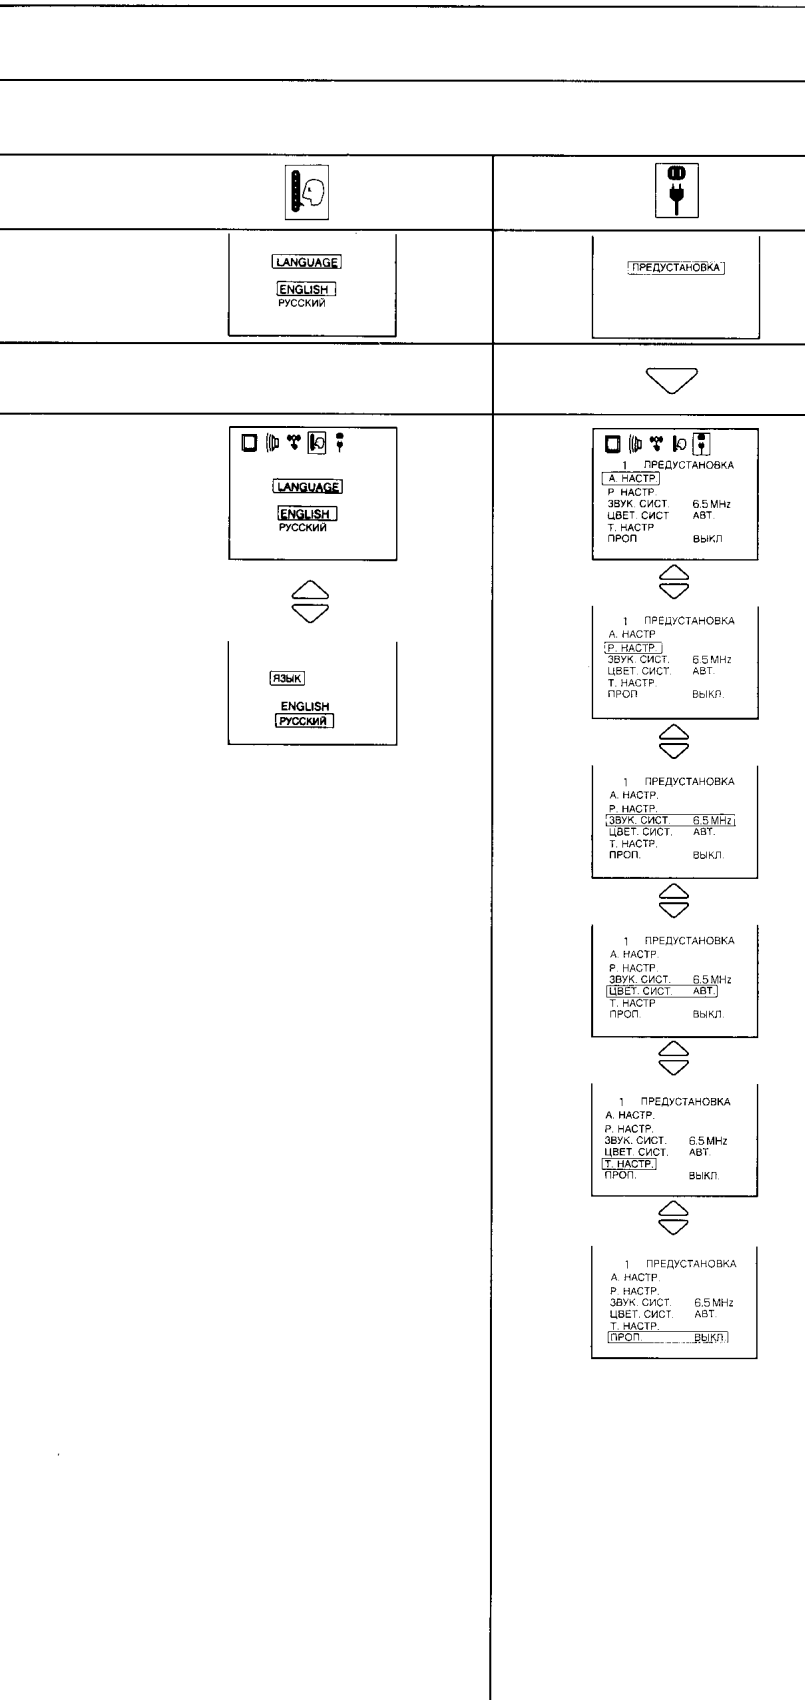 LANGUAGE
ENGLISH
РУССКИЙ
LANGUAGE
ENGLISH
РУССКИЙ
ЯЗЫК
ENGLISH
РУССКИЙ
ПРЕДУСТАНОВКА
1 ПРЕДУСТАНОВКА
А. НАСТР.
Р. НАСТР.
ЗВУК. СИСТ. 6.5 MHz
ЦВЕТ. СИСТ АВТ.
Т. НАСТР
ПРОП ВЫКЛ
1 ПРЕДУСТАНОВКА
А. НАСТР
Р. НАСТР.
ЗВУК. СИСТ. 6.5 MHz
ЦВЕТ. СИСТ. АВТ.
Т. НАСТР.
ПРОП ВЫКЛ.
1 ПРЕДУСТАНОВКА
А. НАСТР.
Р. НАСТР.
ЗВУК. СИСТ. 6.5 MHz
ЦВЕТ. СИСТ. АВТ.
Т. НАСТР.
ПРОП. ВЫКЛ.
1 ПРЕДУСТАНОВКА
А. НАСТР.
Р. НАСТР.
ЗВУК. СИСТ. 6.5 MHz
ЦВЕТ. СИСТ. АВТ.
Т. НАСТР
ПРОП. ВЫКЛ.
1 ПРЕДУСТАНОВКА
А. НАСТР.
Р. НАСТР.
ЗВУК. СИСТ. 6.5 MHz
ЦВЕТ. СИСТ. АВТ.
Т. НАСТР.
ПРОП. ВЫКЛ.
1 ПРЕДУСТАНОВКА
А. НАСТР.
Р. НАСТР.
ЗВУК. СИСТ. 6.5 MHz
ЦВЕТ. СИСТ. АВТ.
Т. НАСТР.
ПРОП. ВЫКЛ.